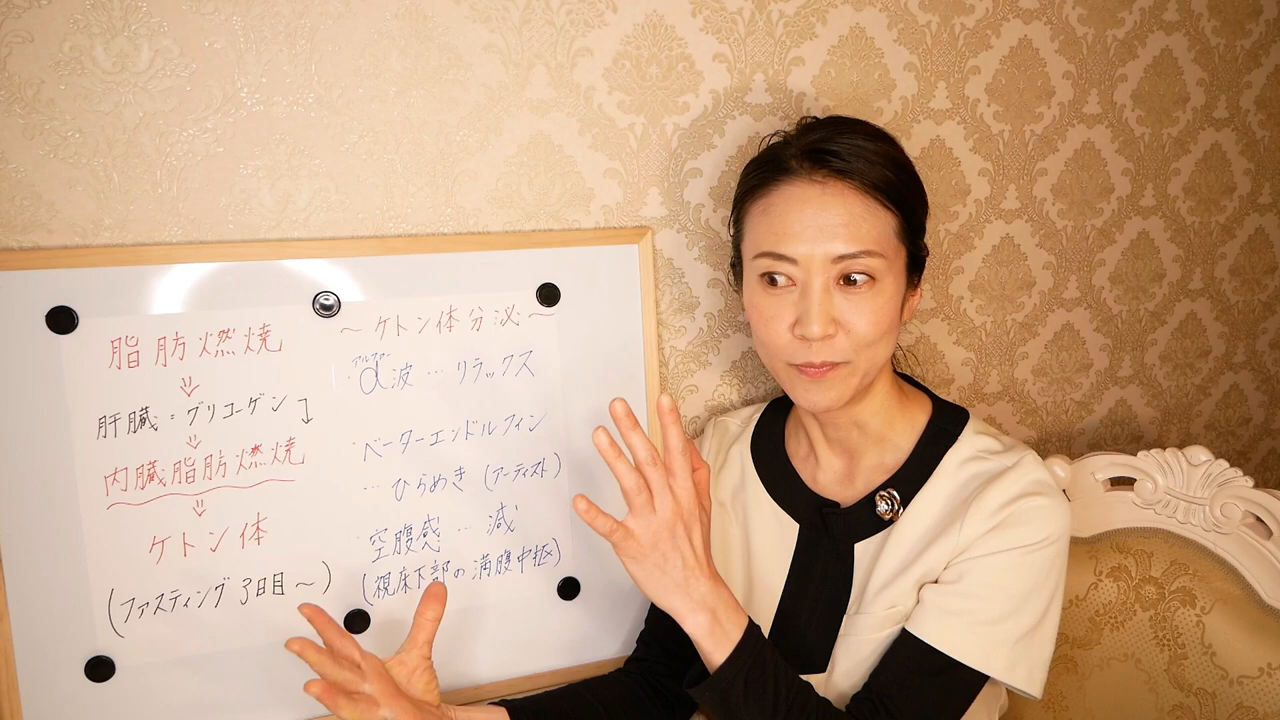 脂肪燃焼
⇓
肝臓=グリコーゲン⤵
⇓
内臓脂肪燃焼
⇓
ケトン体
(ファスティング3日目〜)
〜ケトン体分泌〜
アルファー
・α波…リラックス
・ベーターエンドルフィン
…ひらめき(アーティスト)
空腹感…減
(視床下部の満腹中枢)